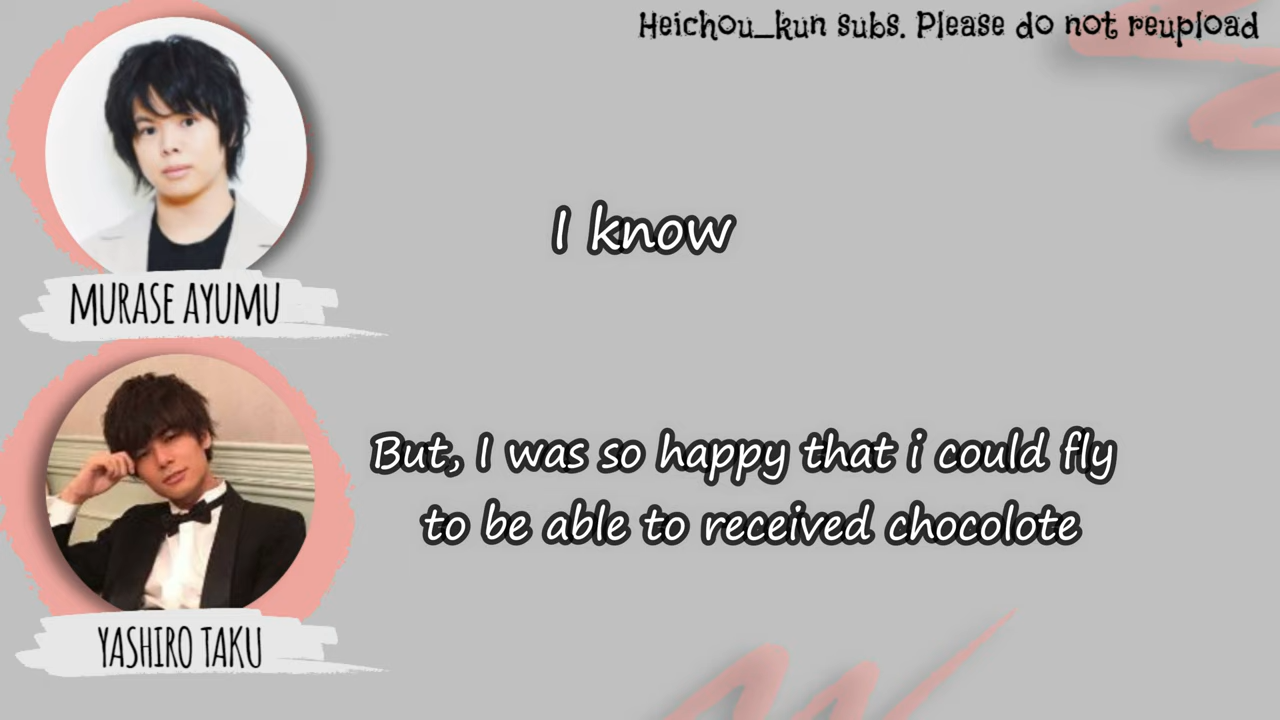 Heichou_kun subs. Please do not reupload
I know
MURASE AYUMU
But, I was so happy that i could fly
to be able to received chocolote
YASHIRO TAKU